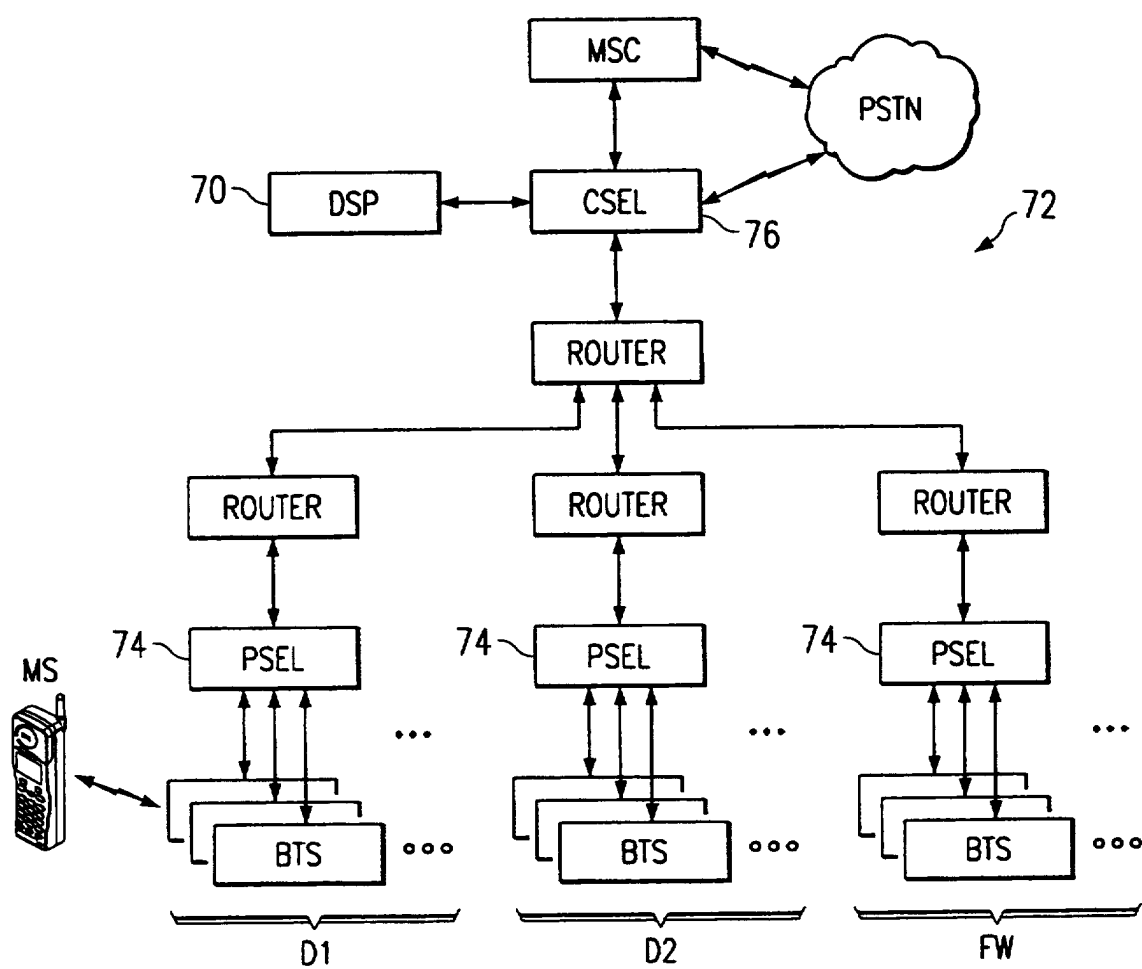 MSC
PSTN
70
DSP
CSEL
76
72
ROUTER
ROUTER
ROUTER
ROUTER
74
PSEL
74
PSEL
74
PSEL
MS
BTS
BTS
BTS
D1
D2
FW